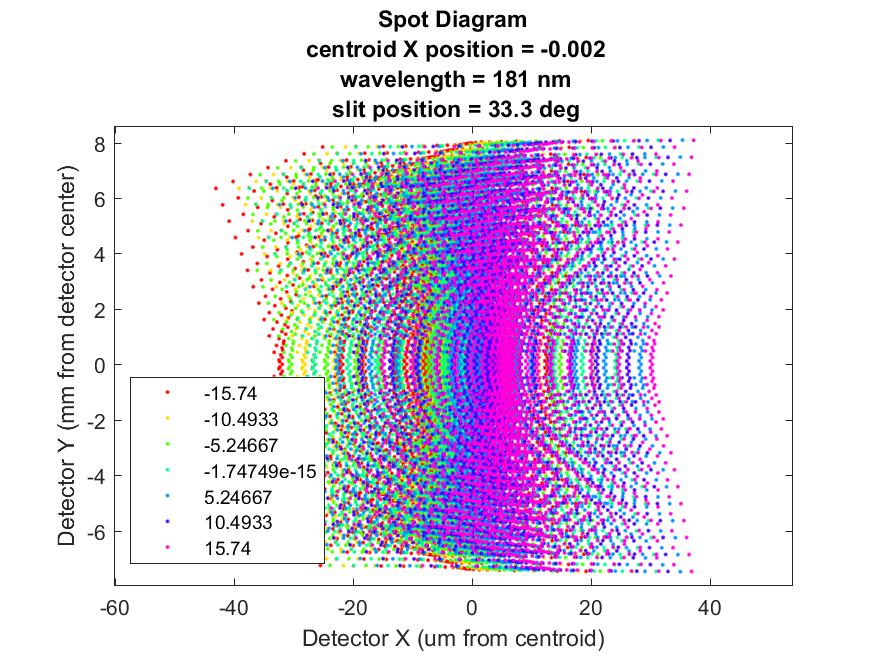 Spot Diagram
centroid X position = -0.002
wavelength = 181 nm
slit position = 33.3 deg
8
6
4
2
0
-2
-4
-6
Detector Y (mm from detector center)
-15.74
-10.4933
-5.24667
-1.74749e-15
5.24667
10.4933
15.74
-60
-40
-20
0
20
40
Detector X (um from centroid)